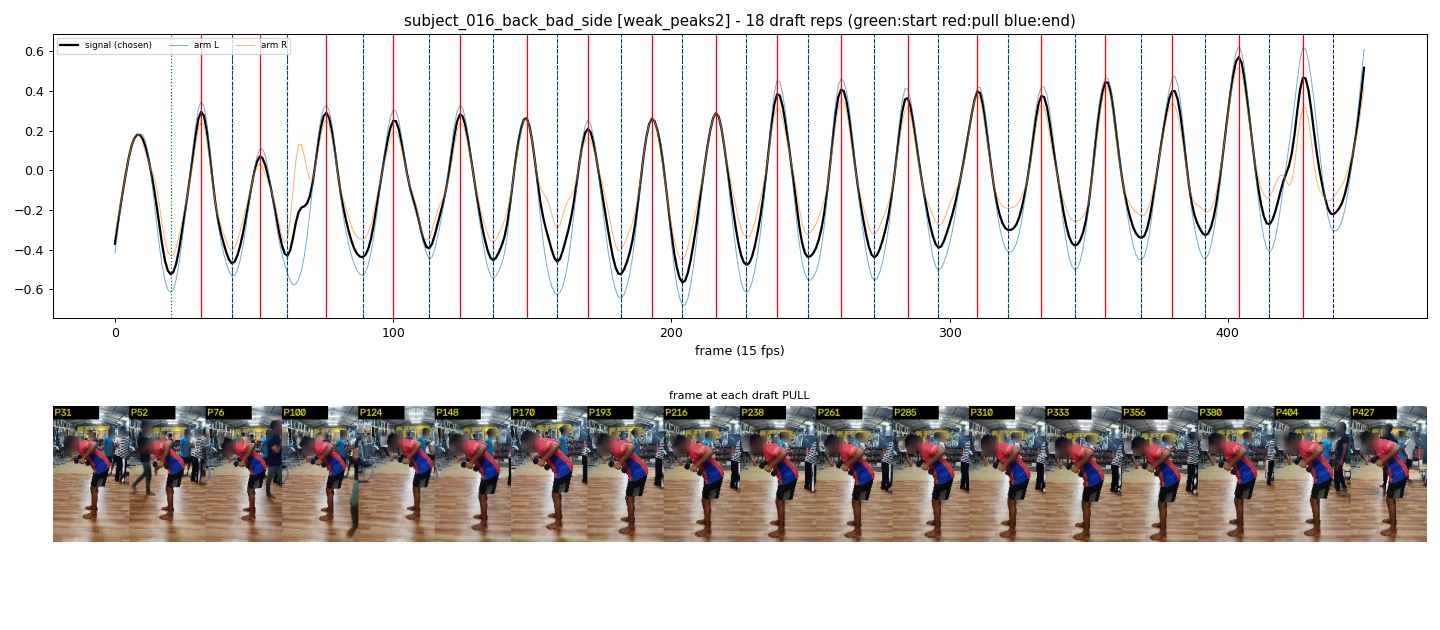 subject_016_back_bad_side [weak_peaks2] - 18 draft reps (green:start red:pull blue:end)
signal (chosen) arm L arm R
0.6
0.4
0.2
0.0
−0.2
−0.4
−0.6
0 100 200 300 400
frame (15 fps)
frame at each draft PULL
P31 P52 P76 P100 P124 P148 P170 P193 P216 P238 P261 P285 P310 P333 P356 P380 P404 P427